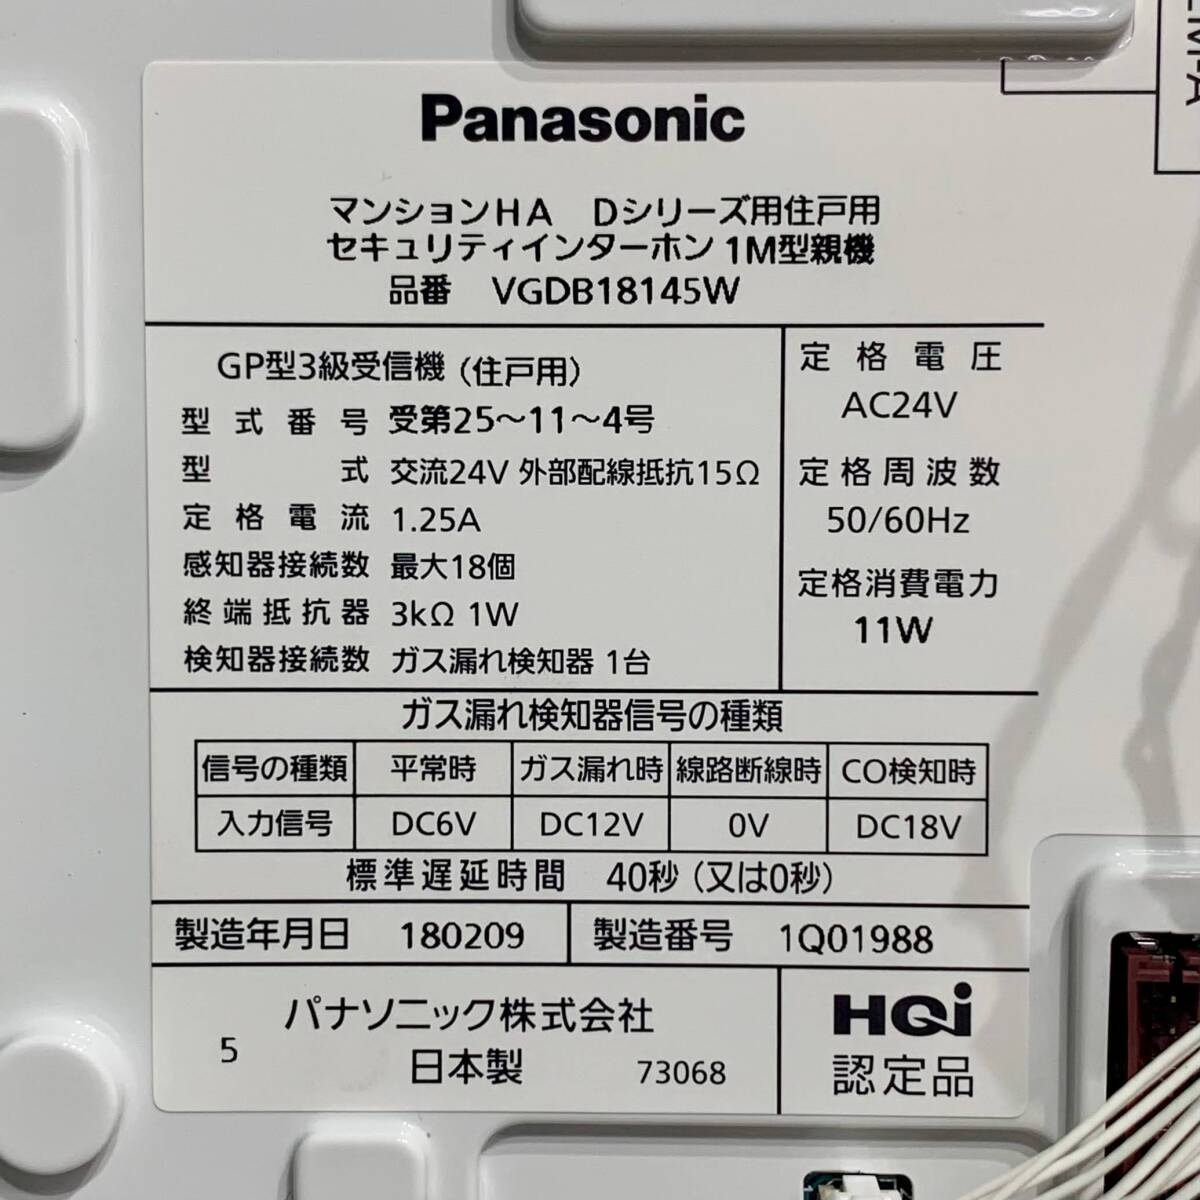 Panasonic
マンションHA Dシリーズ用住戸用
セキュリティインターホン 1M型親機
品番 VGDB18145W
GP型3級受信機(住戸用)
型式番号 受第25~11~4号
型式 交流24V 外部配線抵抗15Ω
定格電流 1.25A
感知器接続数 最大18個
終端抵抗器 3kΩ 1W
検知器接続数 ガス漏れ検知器 1台
定格電圧
AC24V
定格周波数
50/60Hz
定格消費電力
11W
ガス漏れ検知器信号の種類
信号の種類 平常時 ガス漏れ時 線路断線時 CO検知時
入力信号 DC6V DC12V 0V DC18V
標準遅延時間 40秒(又は0秒)
製造年月日 180209 製造番号 1Q01988
パナソニック株式会社
5 日本製 73068
HQi
認定品